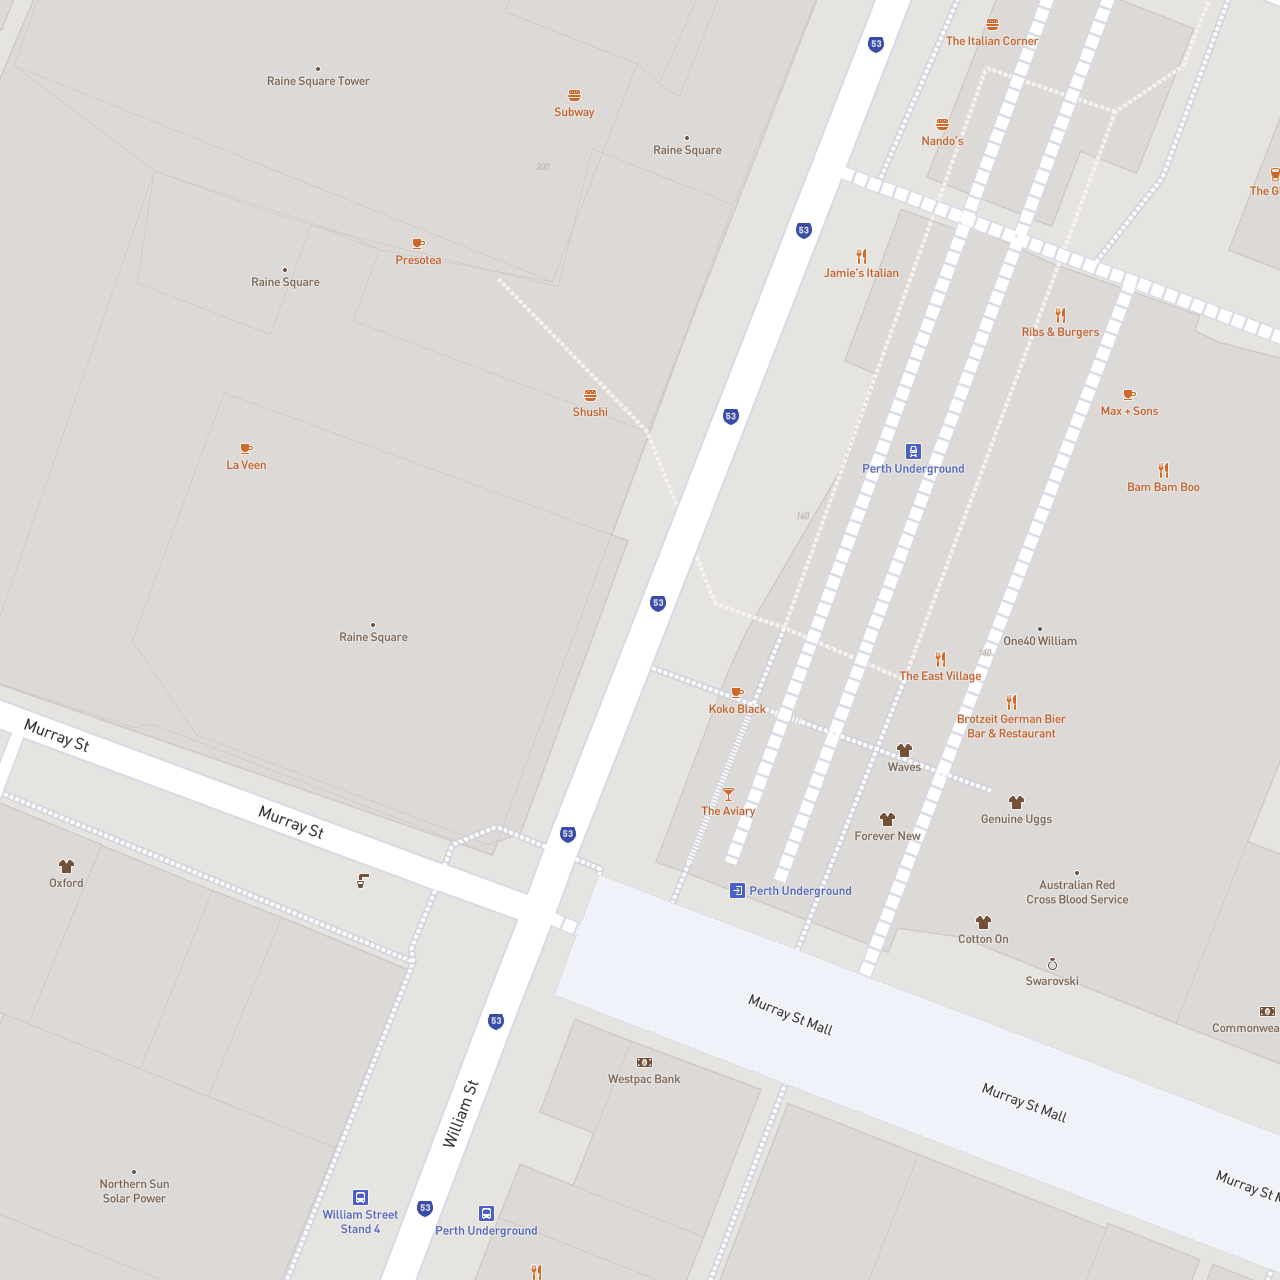 The Italian Corner
53
Raine Square Tower
Subway
Nando's
Raine Square
300
The G
53
Presotea
Jamie's Italian
Raine Square
Ribs & Burgers
Shushi
53
Max + Sons
La Veen
Perth Underground
Bam Bam Boo
140
53
Raine Square
One40 William
140
The East Village
Koko Black
Brotzeit German Bier
Bar & Restaurant
Murray St
Waves
The Aviary
Genuine Uggs
Murray St
53
Forever New
Oxford
Perth Underground
Australian Red
Cross Blood Service
Cotton On
Swarovski
53
Murray St Mall
Commonwea
Westpac Bank
William St
Murray St Mall
Northern Sun
Solar Power
Murray St M
53
William Street
Stand 4
Perth Underground